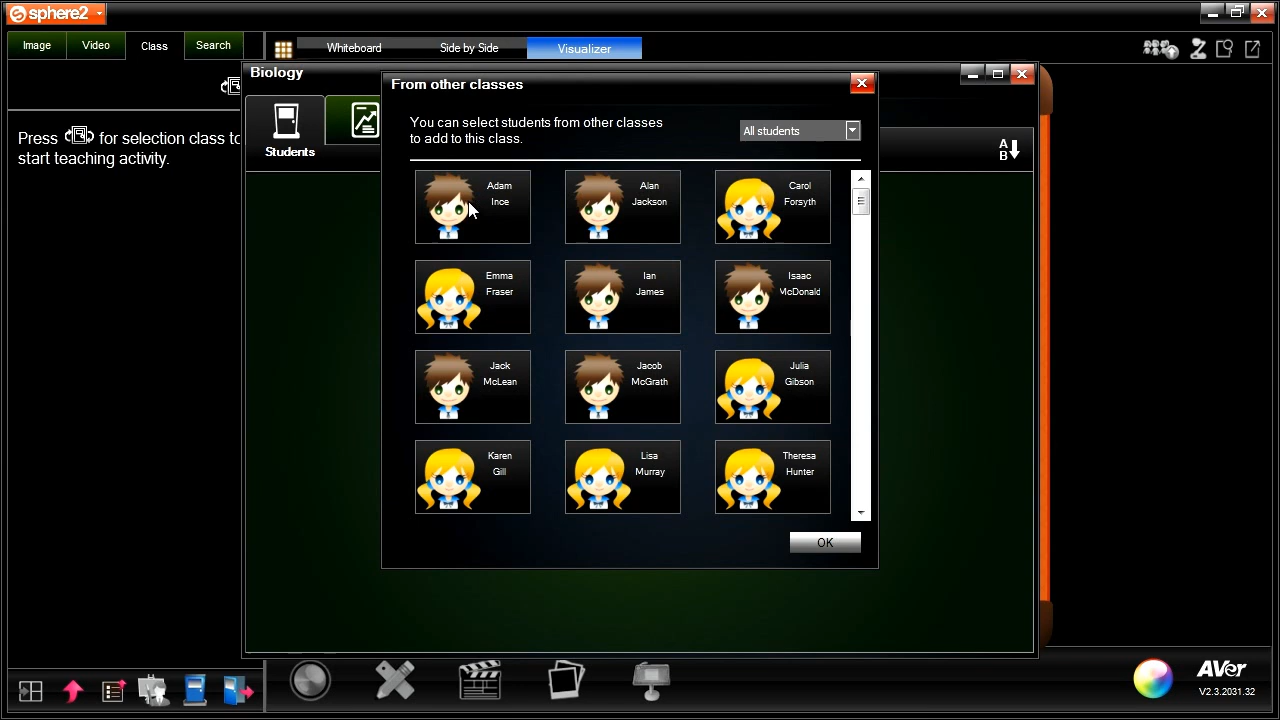 sphere2
Image
Video
Class
Search
Whiteboard
Side by Side
Visualizer
Press for selection class to
start teaching activity.
Biology
Students
A
B
From other classes
You can select students from other classes
to add to this class.
All students
Adam
Ince
Alan
Jackson
Carol
Forsyth
Emma
Fraser
Ian
James
Isaac
McDonald
Jack
McLean
Jacob
McGrath
Julia
Gibson
Karen
Gill
Lisa
Murray
Theresa
Hunter
OK
AVer
V2.3.2031.32